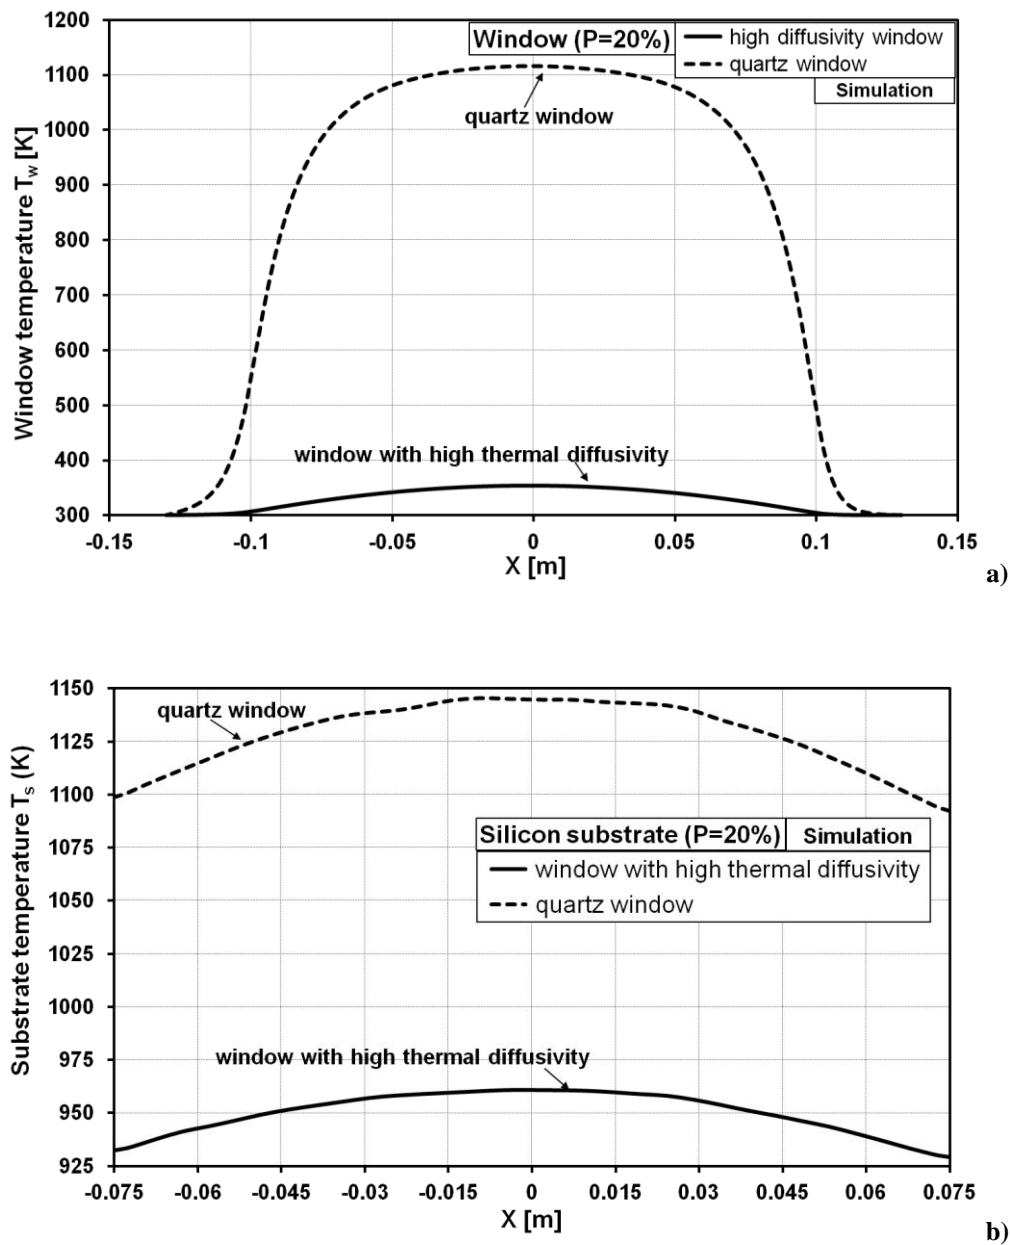 1200
1100
1000
900
800
700
600
500
400
300
Window temperature T_w [K]
Window (P=20%)
high diffusivity window
quartz window
Simulation
quartz window
window with high thermal diffusivity
-0.15 -0.1 -0.05 0 0.05 0.1 0.15
X [m]
a)
1150
1125
1100
1075
1050
1025
1000
975
950
925
Substrate temperature T_s (K)
quartz window
Silicon substrate (P=20%) Simulation
window with high thermal diffusivity
quartz window
window with high thermal diffusivity
-0.075 -0.06 -0.045 -0.03 -0.015 0 0.015 0.03 0.045 0.06 0.075
X [m]
b)